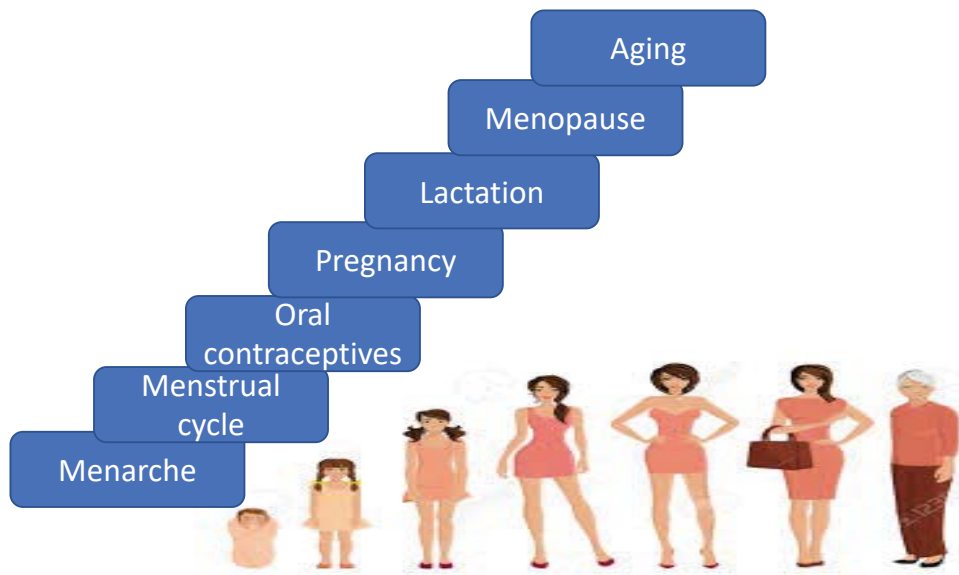 Aging
Menopause
Lactation
Pregnancy
Oral
contraceptives
Menstrual
cycle
Menarche